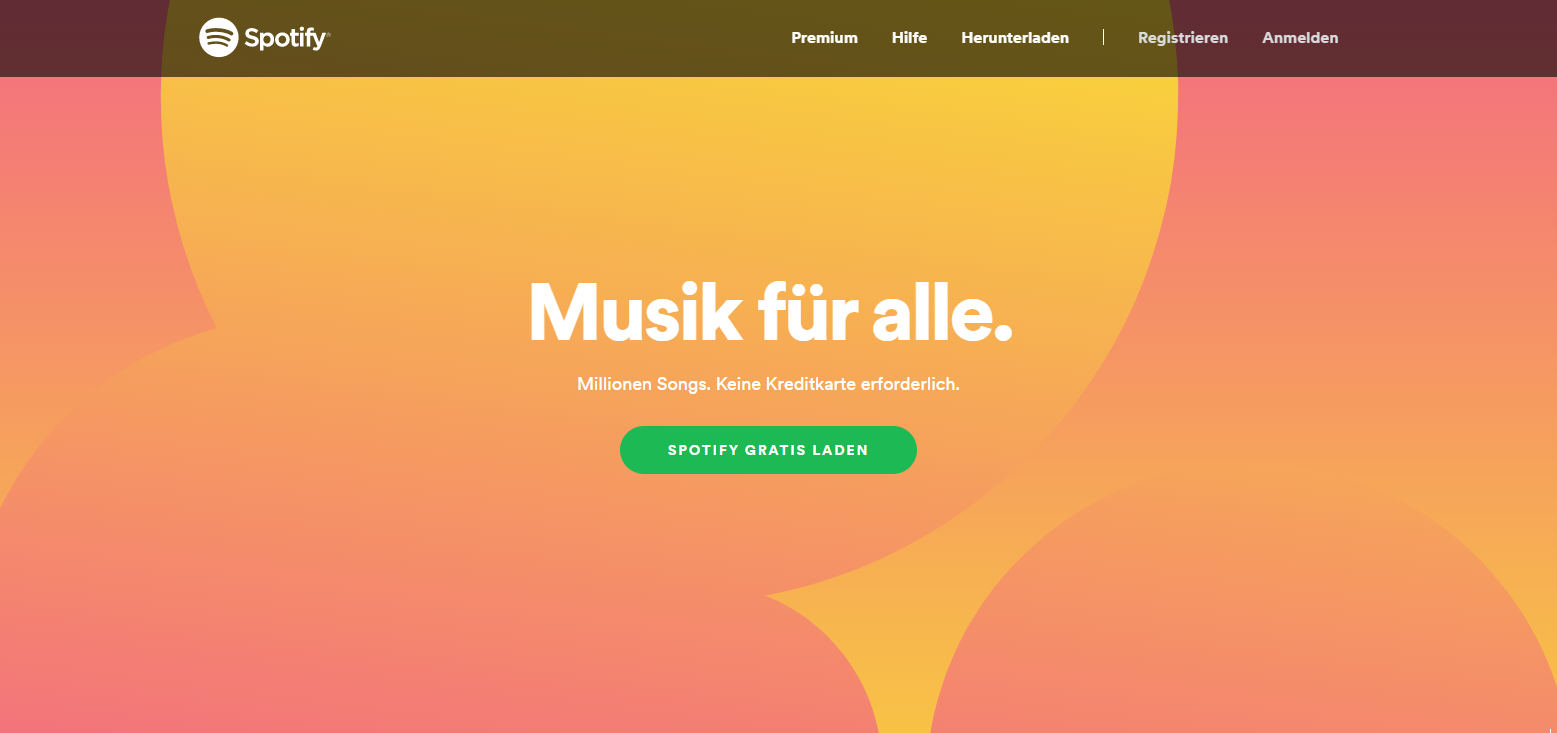 Spotify®
Premium Hilfe Herunterladen | Registrieren Anmelden
Musik für alle.
Millionen Songs. Keine Kreditkarte erforderlich.
SPOTIFY GRATIS LADEN